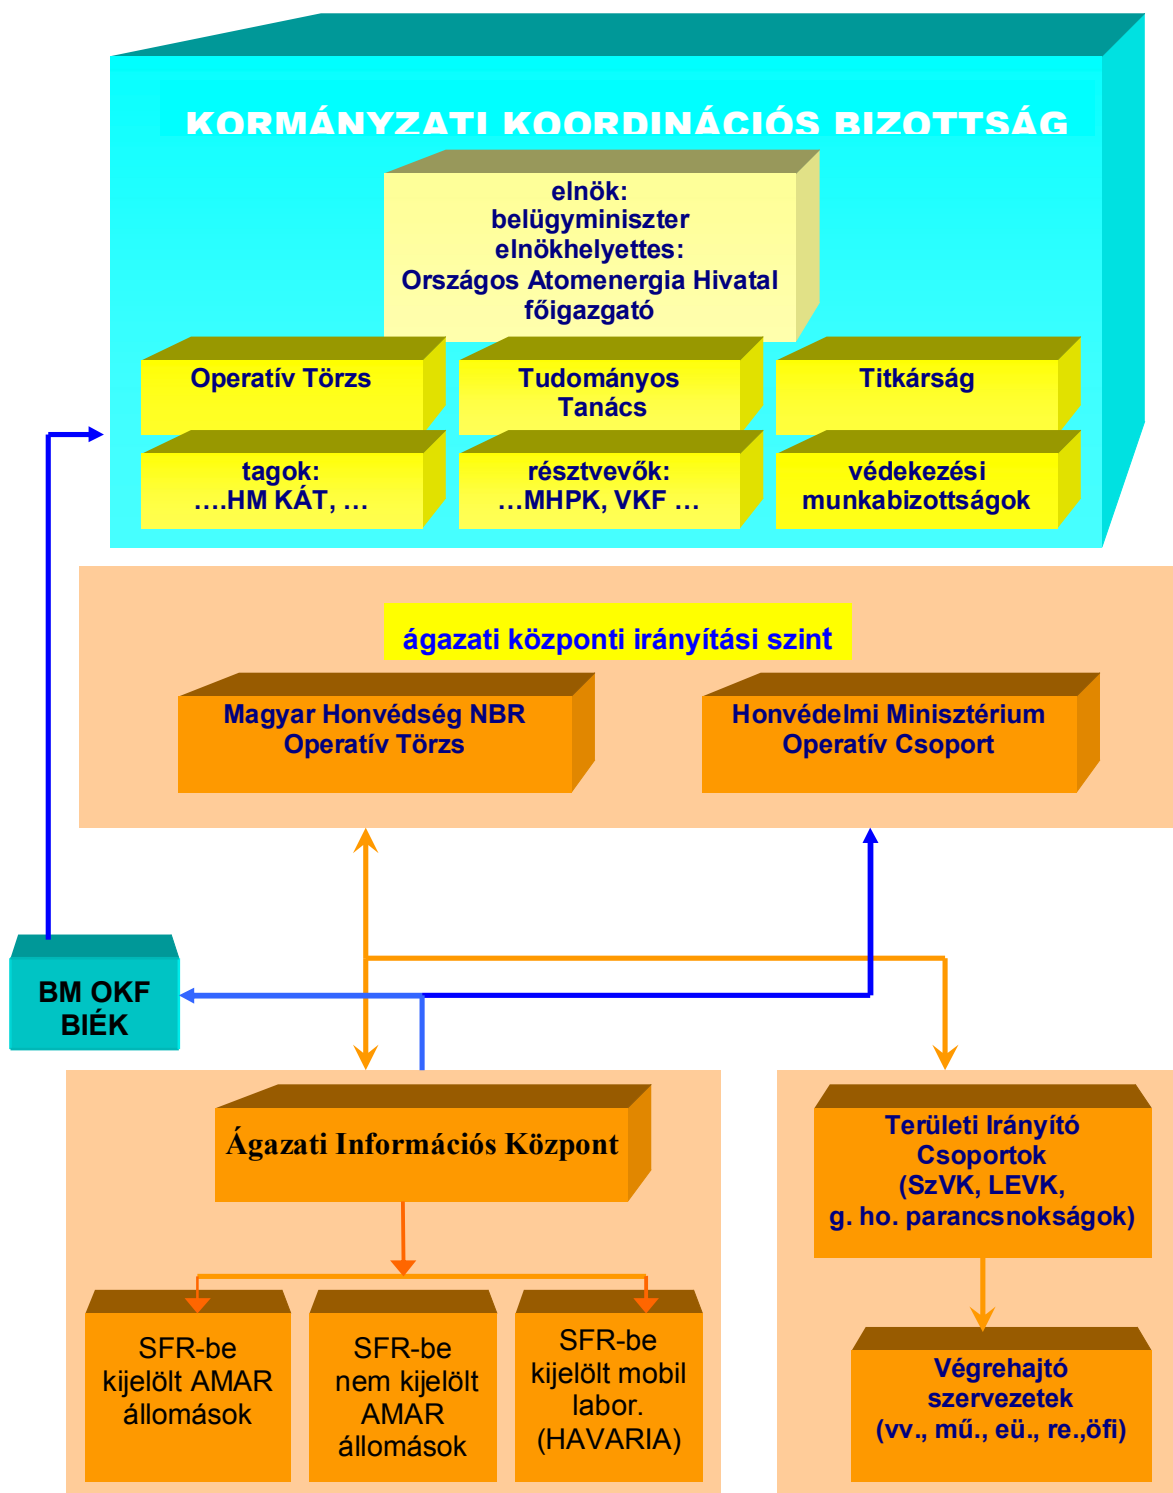 KORMÁNYZATI KOORDINÁCIÓS BIZOTTSÁG
elnök:
belügyminiszter
elnökhelyettes:
Országos Atomenergia Hivatal
főigazgató
Operatív Törzs
Tudományos
Tanács
Titkárság
tagok:
….HM KÁT, …
résztvevők:
…MHPK, VKF …
védekezési
munkabizottságok
ágazati központi irányítási szint
Magyar Honvédség NBR
Operatív Törzs
Honvédelmi Minisztérium
Operatív Csoport
BM OKF
BIÉK
Ágazati Információs Központ
SFR-be
kijelölt AMAR
állomások
SFR-be
nem kijelölt
AMAR
állomások
SFR-be
kijelölt mobil
labor.
(HAVARIA)
Területi Irányító
Csoportok
(SzVK, LEVK,
g. ho. parancsnokságok)
Végrehajtó
szervezetek
(vv., mű., eü., re.,öfi)